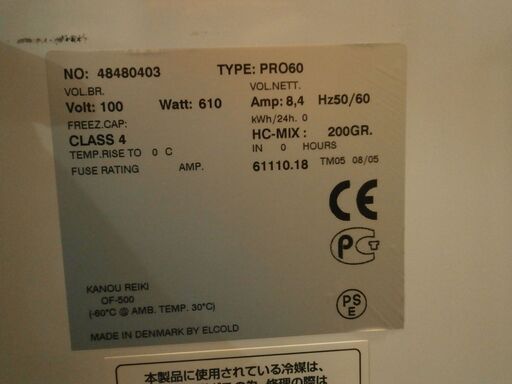 NO: 48480403 TYPE: PRO60
VOL.BR. VOL.NETT.
Volt: 100 Watt: 610 Amp: 8,4 Hz50/60
FREEZ.CAP: kWh/24h. 0
CLASS 4 HC-MIX : 200GR.
TEMP.RISE TO 0 C IN 0 HOURS
FUSE RATING AMP. 61110.18 TM05 08/05
CE
PCT
KANOU REIKI
OF-500
(-60°C @ AMB. TEMP. 30°C)
PS
E
MADE IN DENMARK BY ELCOLD
本製品に使用されている冷媒は、